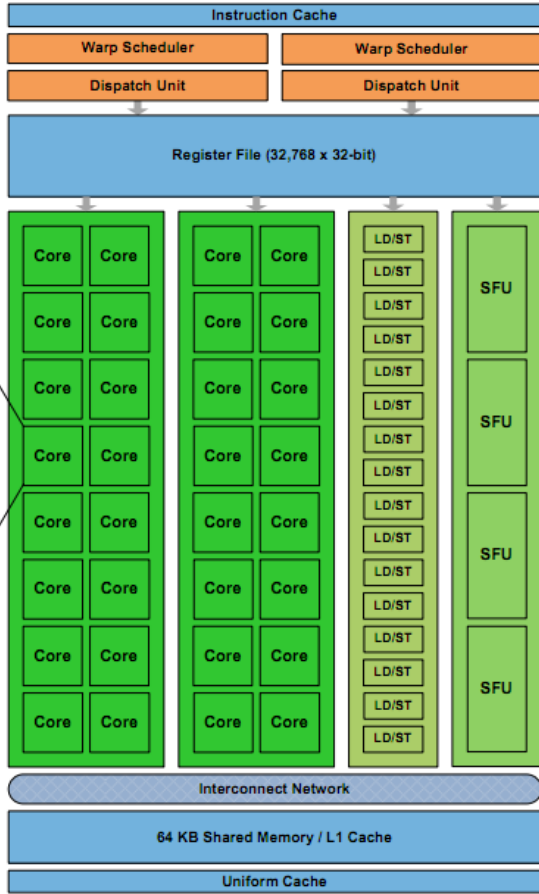 Instruction Cache
Warp Scheduler Warp Scheduler
Dispatch Unit Dispatch Unit
Register File (32,768 x 32-bit)
Core Core Core Core LD/ST LD/ST SFU
Core Core Core Core LD/ST LD/ST
Core Core Core Core LD/ST LD/ST SFU
Core Core Core Core LD/ST LD/ST
Core Core Core Core LD/ST LD/ST SFU
Core Core Core Core LD/ST LD/ST
Core Core Core Core LD/ST LD/ST SFU
Core Core Core Core LD/ST LD/ST
Interconnect Network
64 KB Shared Memory / L1 Cache
Uniform Cache